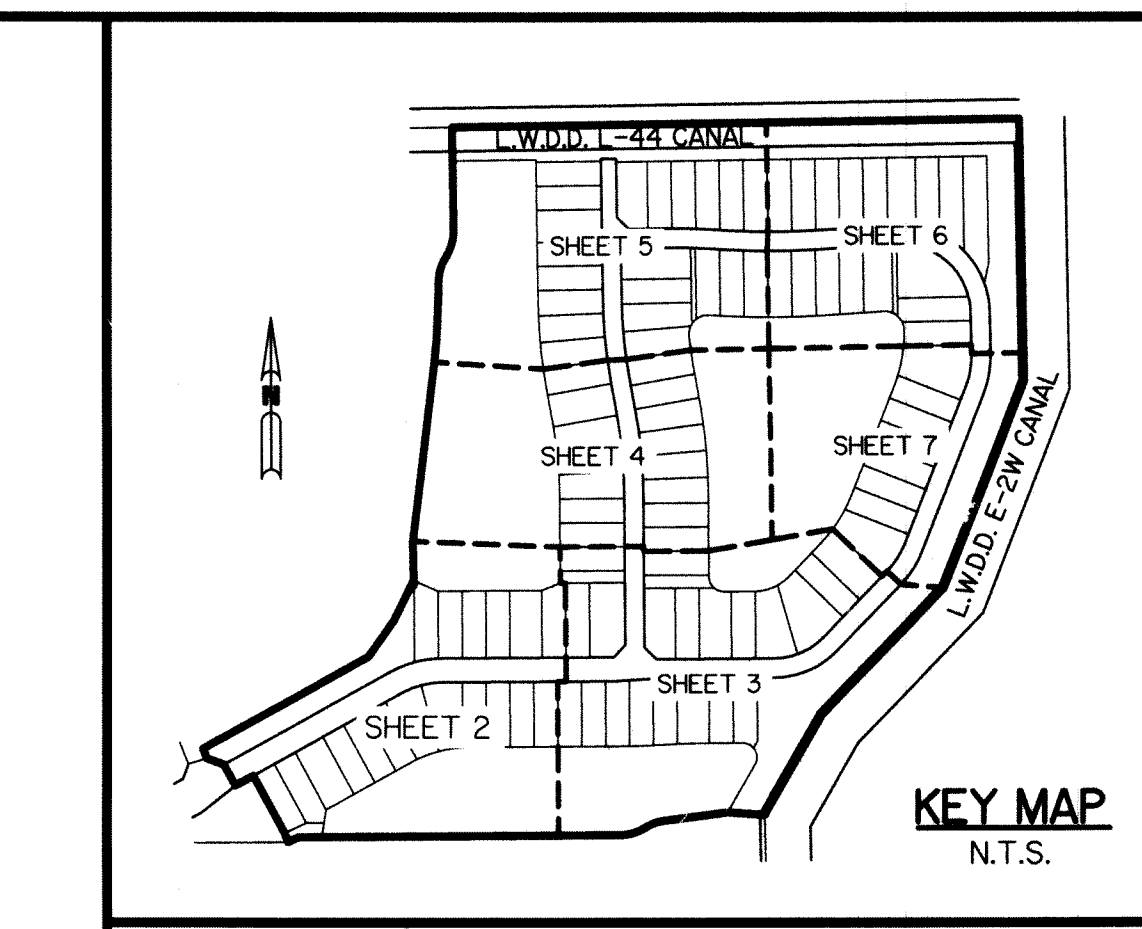 L.W.D.D. L-44 CANAL
SHEET 5
SHEET 6
N
SHEET 4
SHEET 7
L.W.D.D. E-2W CANAL
SHEET 3
SHEET 2
KEY MAP
N.T.S.